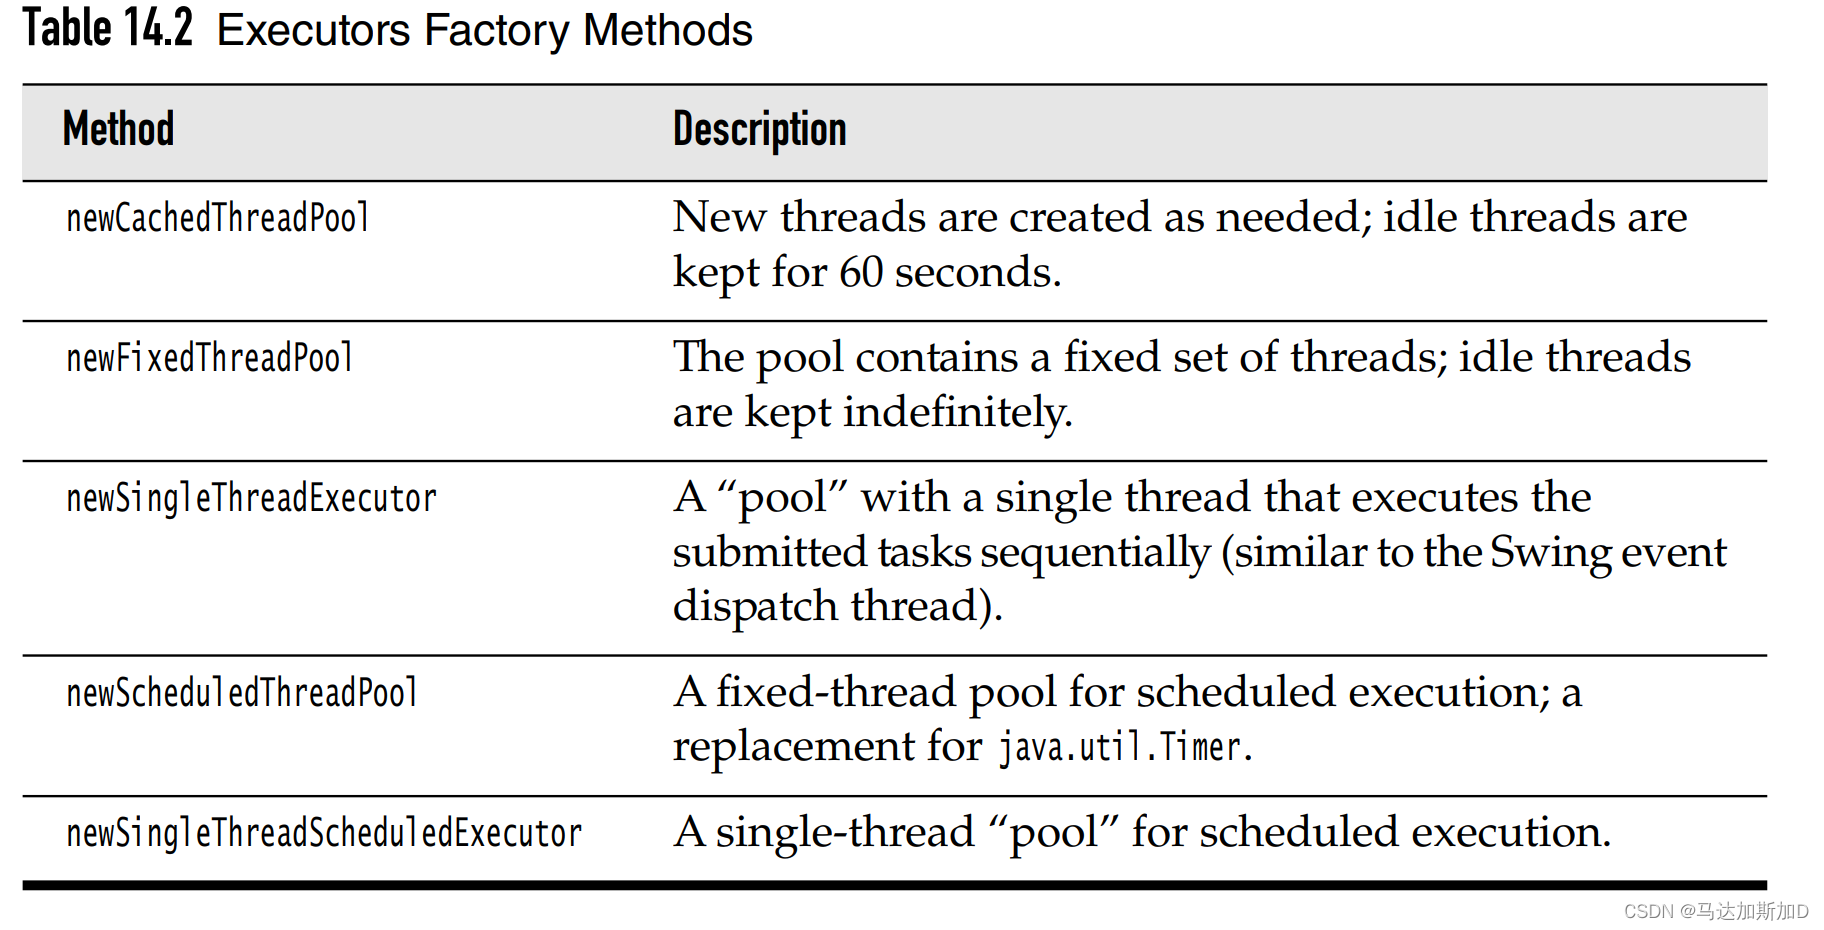 Table 14.2 Executors Factory Methods
Method Description
newCachedThreadPool New threads are created as needed; idle threads are
kept for 60 seconds.
newFixedThreadPool The pool contains a fixed set of threads; idle threads
are kept indefinitely.
newSingleThreadExecutor A “pool” with a single thread that executes the
submitted tasks sequentially (similar to the Swing event
dispatch thread).
newScheduledThreadPool A fixed-thread pool for scheduled execution; a
replacement for java.util.Timer.
newSingleThreadScheduledExecutor A single-thread “pool” for scheduled execution.
CSDN @马达加斯加D